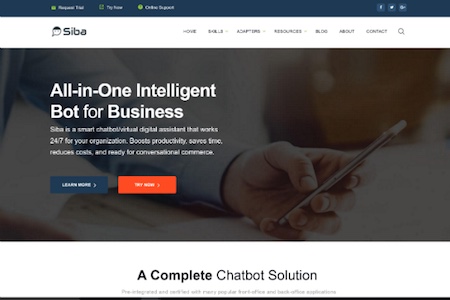 Request Trial Try Now Online Support
Siba
HOME SKILLS ADAPTERS RESOURCES BLOG ABOUT CONTACT
All-in-One Intelligent
Bot for Business
Siba is a smart chatbot/virtual digital assistant that works
24/7 for your organization. Boosts productivity, saves time,
reduces costs, and ready for conversational commerce.
LEARN MORE TRY NOW
A Complete Chatbot Solution
Pre-integrated and certified with many popular front-office and back-office applications